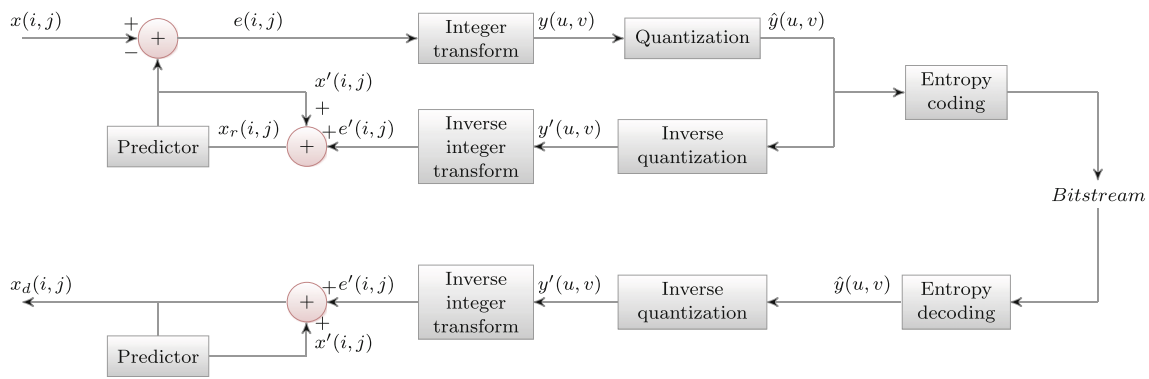 x(i, j)
+
−
+
e(i, j)
Integer
transform
y(u, v)
Quantization
ŷ(u, v)
x′(i, j)
+
Entropy
coding
Predictor
x_r(i, j)
+
+
e′(i, j)
Inverse
integer
transform
y′(u, v)
Inverse
quantization
Bitstream
x_d(i, j)
+
+
e′(i, j)
+
x′(i, j)
Inverse
integer
transform
y′(u, v)
Inverse
quantization
ŷ(u, v)
Entropy
decoding
Predictor